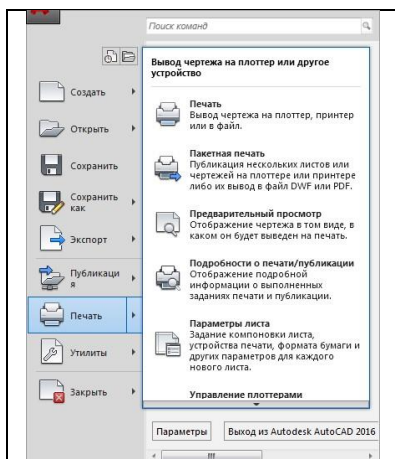 Поиск команд
Вывод чертежа на плоттер или другое
устройство
Создать
Открыть
Сохранить
Сохранить
как
Экспорт
Публикаци
я
Печать
Утилиты
Закрыть
Печать
Вывод чертежа на плоттер, принтер
или в файл.
Пакетная печать
Публикация нескольких листов или
чертежей на плоттере или принтере
либо их вывод в файл DWF или PDF.
Предварительный просмотр
Отображение чертежа в том виде, в
каком он будет выведен на печать.
Подробности о печати/публикации
Отображение подробной
информации о выполненных
заданиях печати и публикации.
Параметры листа
Задание компоновки листа,
устройства печати, формата бумаги и
других параметров для каждого
нового листа.
Управление плоттерами
Параметры
Выход из Autodesk AutoCAD 2016